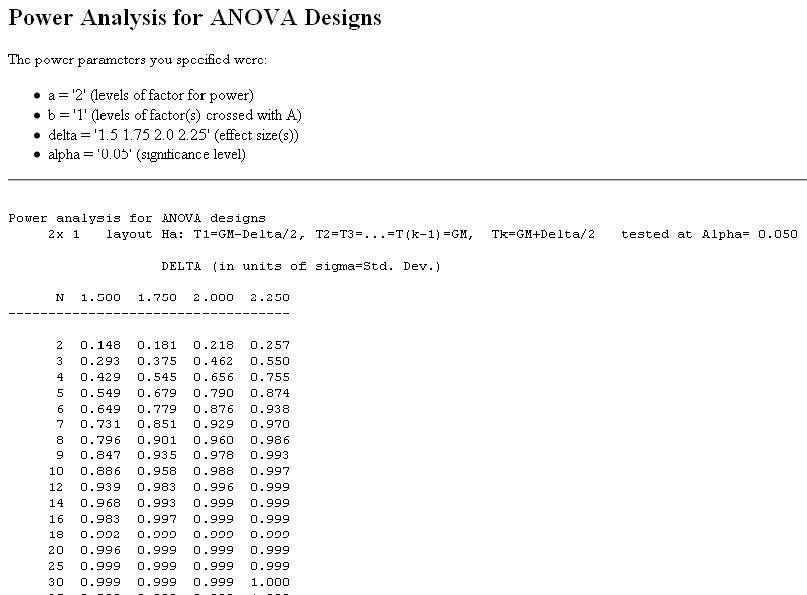 Power Analysis for ANOVA Designs
The power parameters you specified were:
• a = '2' (levels of factor for power)
• b = '1' (levels of factor(s) crossed with A)
• delta = '1.5 1.75 2.0 2.25' (effect size(s))
• alpha = '0.05' (significance level)
Power analysis for ANOVA designs
2x 1 layout Ha: T1=GM-Delta/2, T2=T3=...=T(k-1)=GM, Tk=GM+Delta/2 tested at Alpha= 0.050
DELTA (in units of sigma=Std. Dev.)
N 1.500 1.750 2.000 2.250
-----------------------------------
2 0.148 0.181 0.218 0.257
3 0.293 0.375 0.462 0.550
4 0.429 0.545 0.656 0.755
5 0.549 0.679 0.790 0.874
6 0.649 0.779 0.876 0.938
7 0.731 0.851 0.929 0.970
8 0.796 0.901 0.960 0.986
9 0.847 0.935 0.978 0.993
10 0.886 0.958 0.988 0.997
12 0.939 0.983 0.996 0.999
14 0.968 0.993 0.999 0.999
16 0.983 0.997 0.999 0.999
18 0.992 0.999 0.999 0.999
20 0.996 0.999 0.999 0.999
25 0.999 0.999 0.999 0.999
30 0.999 0.999 0.999 1.000